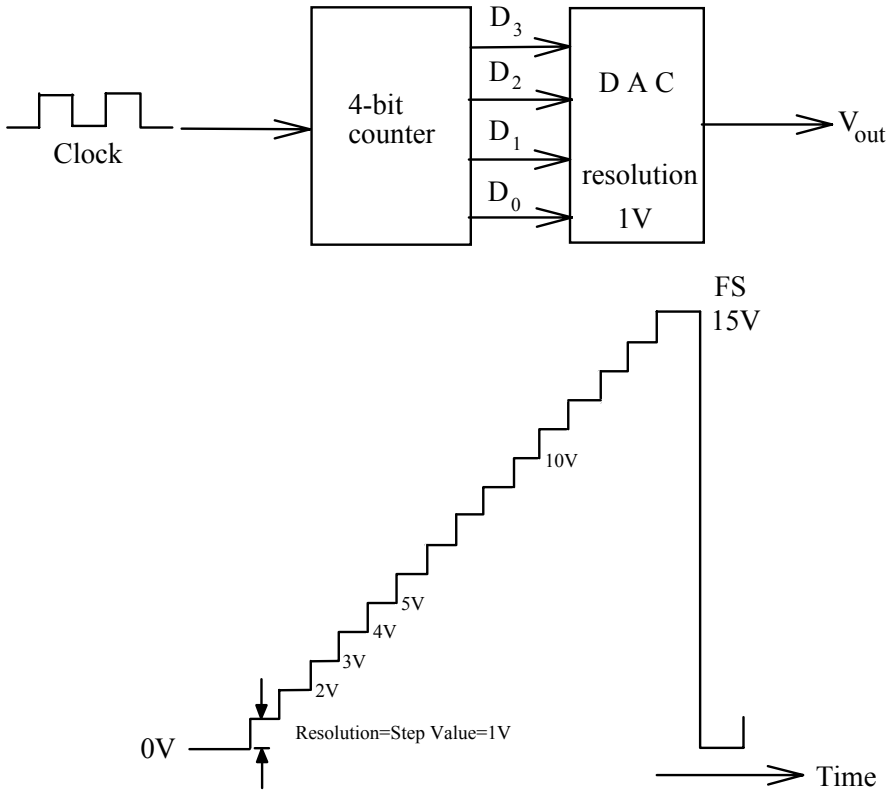 D3
D2
D1
D0
4-bit
counter
D A C
resolution
1V
Vout
Clock
FS
15V
10V
5V
4V
3V
2V
Resolution=Step Value=1V
0V
Time